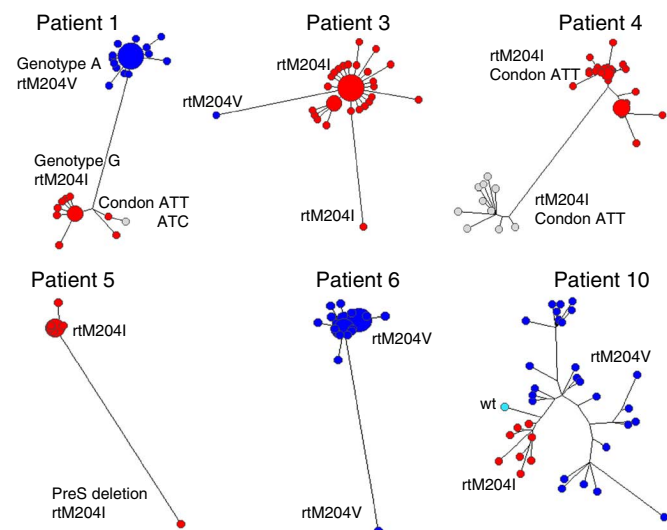 Patient 1
Genotype A
rtM204V
Genotype G
rtM204I
Condon ATT
ATC
Patient 3
rtM204I
rtM204V
rtM204I
Patient 4
rtM204I
Condon ATT
rtM204I
Condon ATT
Patient 5
rtM204I
PreS deletion
rtM204I
Patient 6
rtM204V
rtM204V
Patient 10
rtM204V
wt
rtM204I